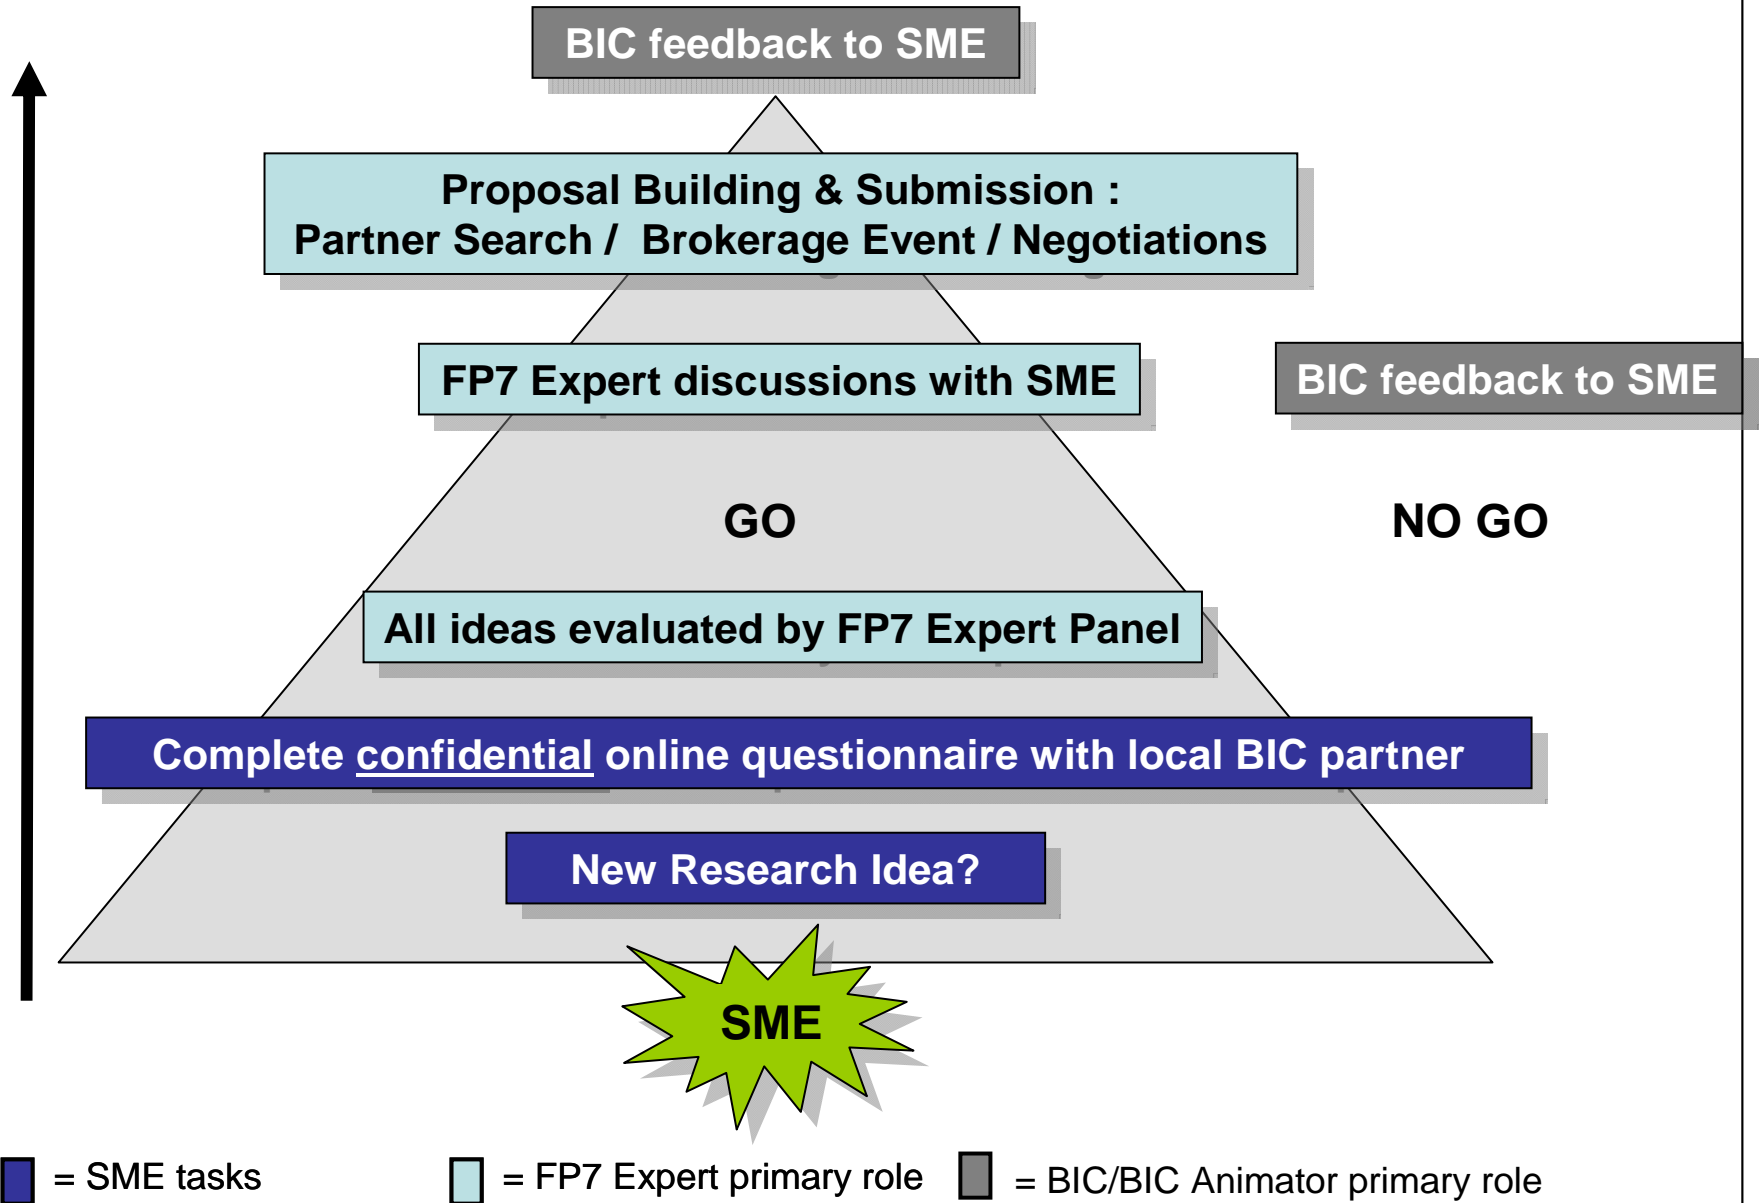 BIC feedback to SME
Proposal Building & Submission :
Partner Search / Brokerage Event / Negotiations
FP7 Expert discussions with SME
BIC feedback to SME
GO
NO GO
All ideas evaluated by FP7 Expert Panel
Complete confidential online questionnaire with local BIC partner
New Research Idea?
SME
= SME tasks
= FP7 Expert primary role
= BIC/BIC Animator primary role